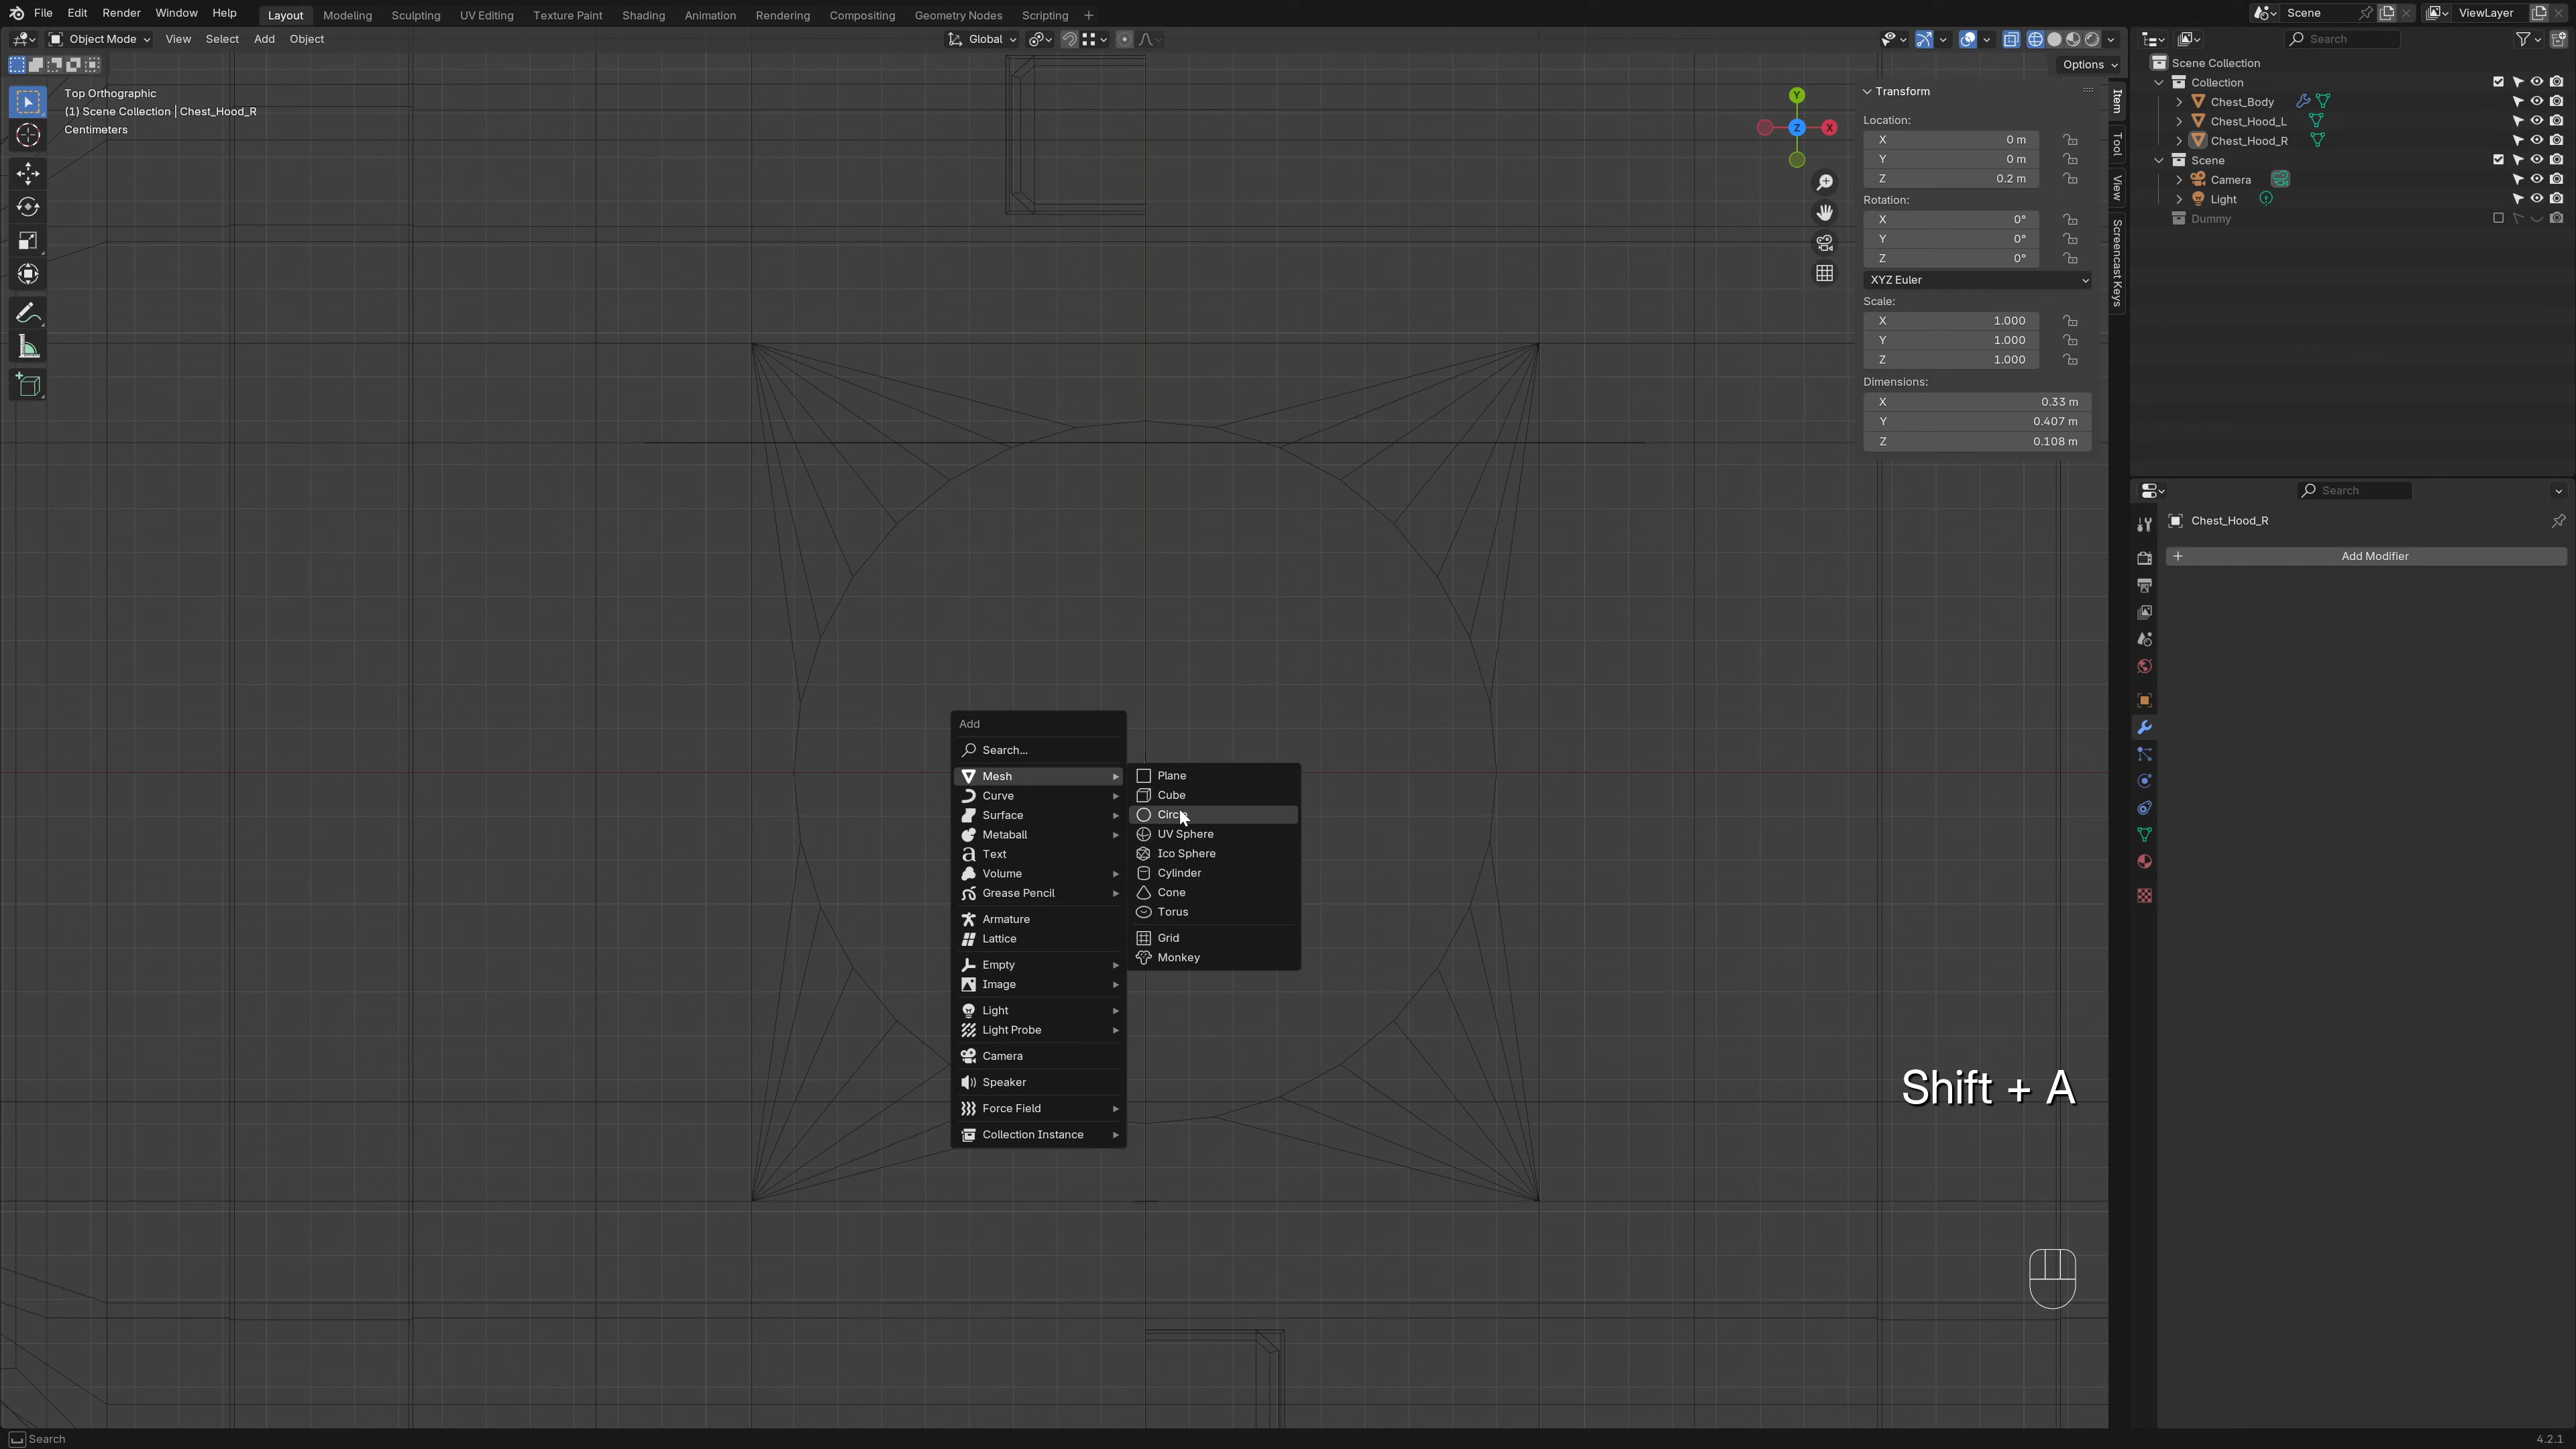 File Edit Render Window Help Layout Modeling Sculpting UV Editing Texture Paint Shading Animation Rendering Compositing Geometry Nodes Scripting + Scene ViewLayer
Object Mode View Select Add Object Global Search
Options
Top Orthographic
(1) Scene Collection | Chest_Hood_R
Centimeters
Y
X
Z
Transform
Location:
X 0 m
Y 0 m
Z 0.2 m
Rotation:
X 0°
Y 0°
Z 0°
XYZ Euler
Scale:
X 1.000
Y 1.000
Z 1.000
Dimensions:
X 0.33 m
Y 0.407 m
Z 0.108 m
Item
Tool
View
Screencast Keys
Scene Collection
Collection
Chest_Body
Chest_Hood_L
Chest_Hood_R
Scene
Camera
Light
Dummy
Search
Chest_Hood_R
+ Add Modifier
Add
Search...
Mesh
Curve
Surface
Metaball
Text
Volume
Grease Pencil
Armature
Lattice
Empty
Image
Light
Light Probe
Camera
Speaker
Force Field
Collection Instance
Plane
Cube
UV Sphere
Ico Sphere
Cylinder
Cone
Torus
Grid
Monkey
Shift + A
Search
4.2.1